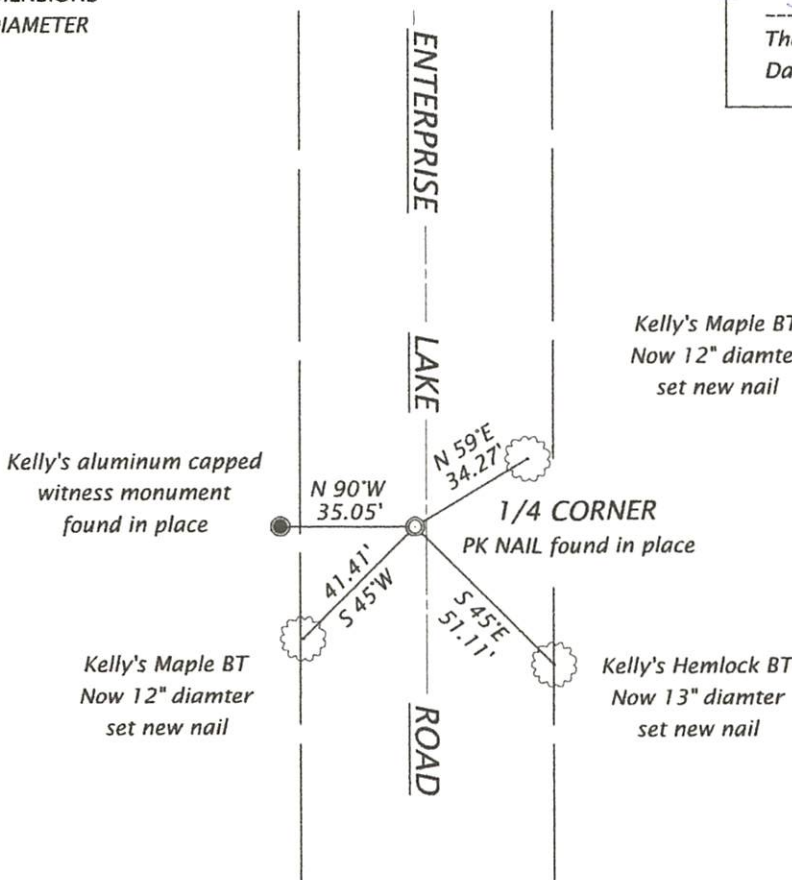 DIAMETER
Th
Da
ENTERPRISE
LAKE
ROAD
Kelly's Maple BT
Now 12" diamte
set new nail
Kelly's aluminum capped
witness monument
found in place
N 90°W
35.05'
N 59°E
34.27'
1/4 CORNER
PK NAIL found in place
41.41'
S 45°W
S 45°E
51.11'
Kelly's Maple BT
Now 12" diamter
set new nail
Kelly's Hemlock BT
Now 13" diamter
set new nail